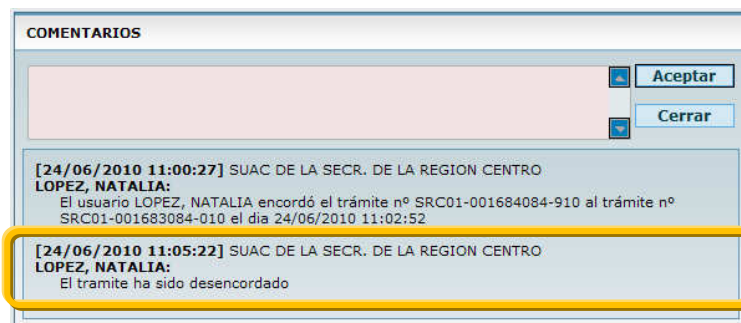 COMENTARIOS
Aceptar
Cerrar
[24/06/2010 11:00:27] SUAC DE LA SECR. DE LA REGION CENTRO
LOPEZ, NATALIA:
El usuario LOPEZ, NATALIA encordó el trámite nº SRC01-001684084-910 al trámite nº
SRC01-001683084-010 el dia 24/06/2010 11:02:52
[24/06/2010 11:05:22] SUAC DE LA SECR. DE LA REGION CENTRO
LOPEZ, NATALIA:
El tramite ha sido desencordado